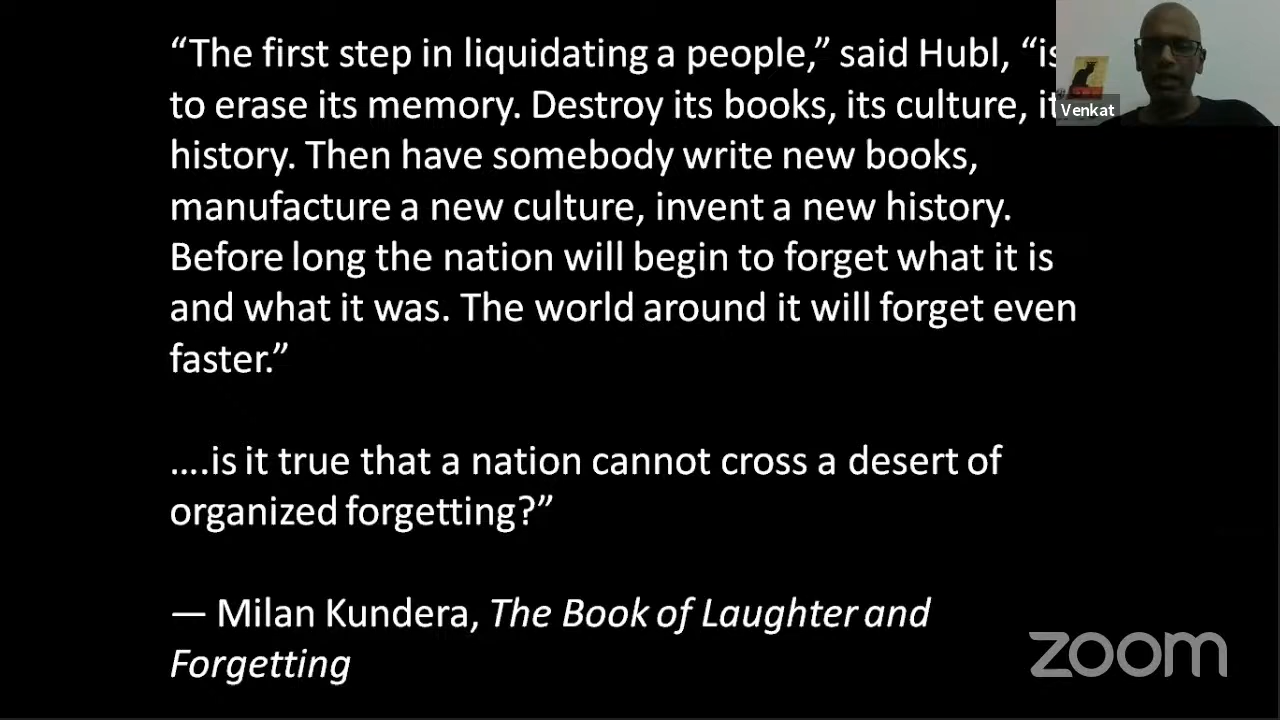 “The first step in liquidating a people,” said Hubl, “is
to erase its memory. Destroy its books, its culture, it
history. Then have somebody write new books,
manufacture a new culture, invent a new history.
Before long the nation will begin to forget what it is
and what it was. The world around it will forget even
faster.”
….is it true that a nation cannot cross a desert of
organized forgetting?”
— Milan Kundera, The Book of Laughter and
Forgetting
Venkat
zoom